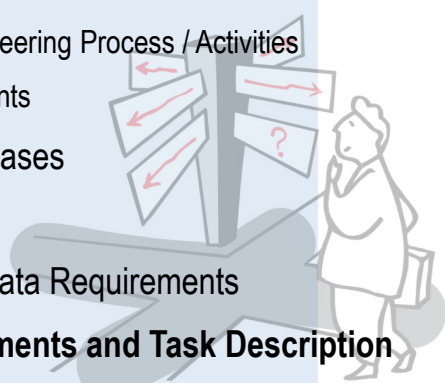 eering Process / Activities
nts
ases
ata Requirements
ments and Task Description
?